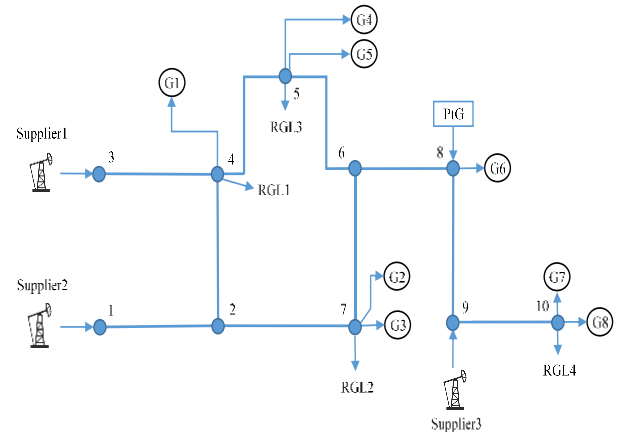 G4
G5
G1
5
RGL3
PtG
Supplier1
3
4
6
8
G6
RGL1
Supplier2
G2
G7
1
2
7
9
10
G3
G8
RGL2
RGL4
Supplier3